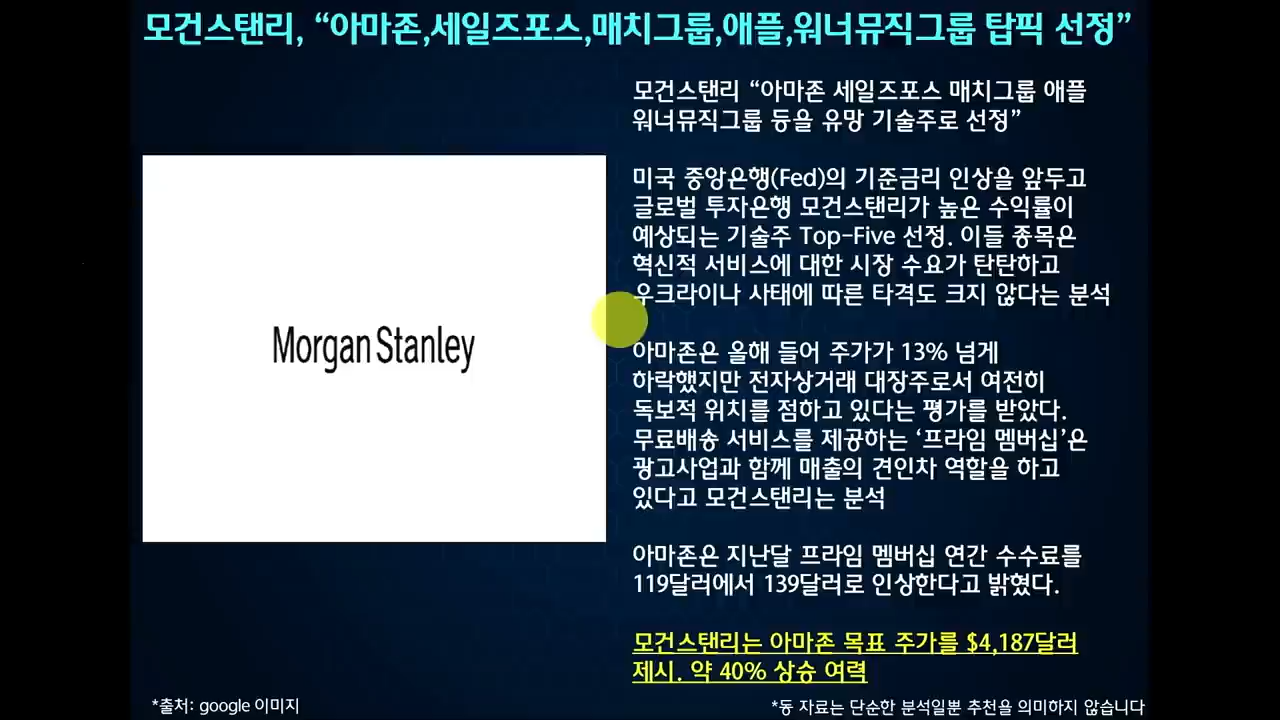 모건스탠리, “아마존,세일즈포스,매치그룹,애플,워너뮤직그룹 탑픽 선정”
Morgan Stanley
모건스탠리 “아마존 세일즈포스 매치그룹 애플
워너뮤직그룹 등을 유망 기술주로 선정”
미국 중앙은행(Fed)의 기준금리 인상을 앞두고
글로벌 투자은행 모건스탠리가 높은 수익률이
예상되는 기술주 Top-Five 선정. 이들 종목은
혁신적 서비스에 대한 시장 수요가 탄탄하고
우크라이나 사태에 따른 타격도 크지 않다는 분석
아마존은 올해 들어 주가가 13% 넘게
하락했지만 전자상거래 대장주로서 여전히
독보적 위치를 점하고 있다는 평가를 받았다.
무료배송 서비스를 제공하는 ‘프라임 멤버십’은
광고사업과 함께 매출의 견인차 역할을 하고
있다고 모건스탠리는 분석
아마존은 지난달 프라임 멤버십 연간 수수료를
119달러에서 139달러로 인상한다고 밝혔다.
모건스탠리는 아마존 목표 주가를 $4,187달러
제시. 약 40% 상승 여력
*출처: google 이미지
*동 자료는 단순한 분석일뿐 추천을 의미하지 않습니다